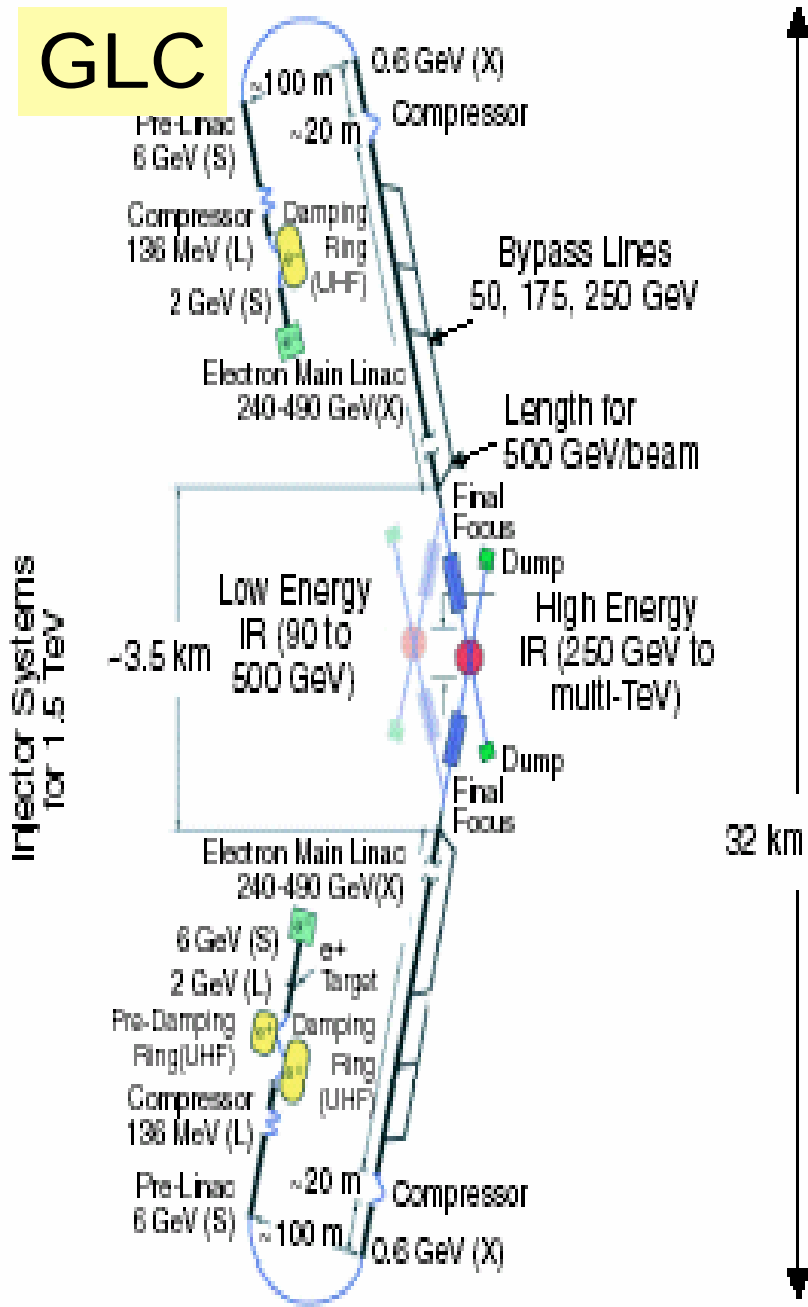 GLC
0.6 GeV (X)
~100 m
Pre-Linac
6 GeV (S)
~20 m
Compressor
Compressor
136 MeV (L)
Damping
Ring
(UHF)
2 GeV (S)
Bypass Lines
50, 175, 250 GeV
Electron Main Linac
240-490 GeV(X)
Length for
500 GeV/beam
Final
Focus
Dump
Low Energy
IR (90 to
500 GeV)
High Energy
IR (250 GeV to
multi-TeV)
~3.5 km
Injector Systems
for 1.5 TeV
Dump
Final
Focus
32 km
Electron Main Linac
240-490 GeV(X)
6 GeV (S)
e+
Target
2 GeV (L)
Pre-Damping
Ring(UHF)
e+
Damping
Ring
(UHF)
Compressor
136 MeV (L)
Pre-Linac
6 GeV (S)
~20 m
Compressor
~100 m
0.6 GeV (X)